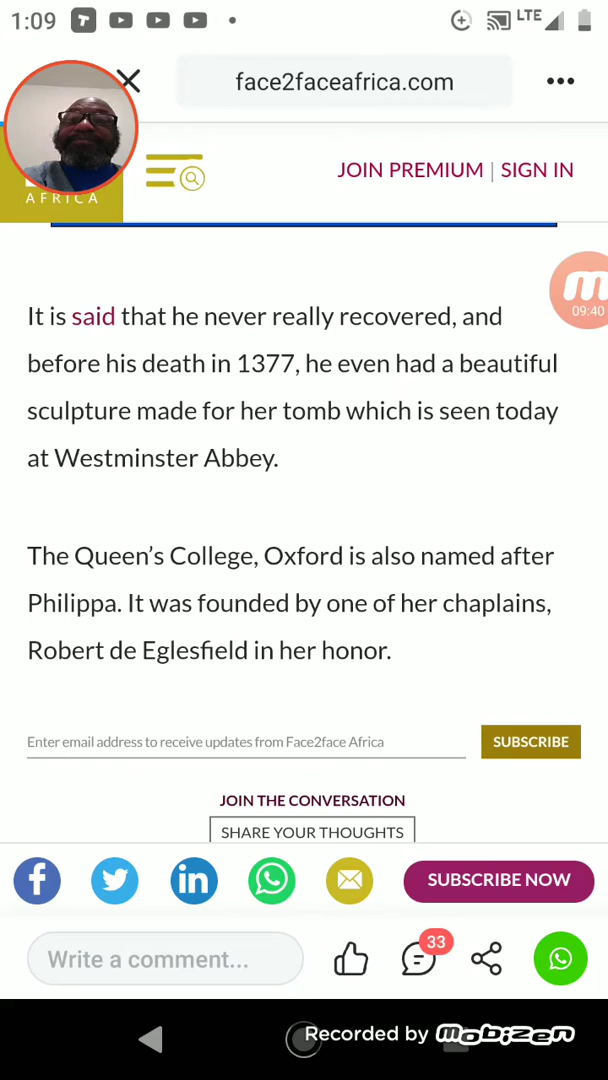 1:09
LTE
face2faceafrica.com
AFRICA
JOIN PREMIUM | SIGN IN
09:40
It is said that he never really recovered, and
before his death in 1377, he even had a beautiful
sculpture made for her tomb which is seen today
at Westminster Abbey.
The Queen’s College, Oxford is also named after
Philippa. It was founded by one of her chaplains,
Robert de Eglesfield in her honor.
Enter email address to receive updates from Face2face Africa
SUBSCRIBE
JOIN THE CONVERSATION
SHARE YOUR THOUGHTS
SUBSCRIBE NOW
Write a comment...
33
Recorded by mobizen